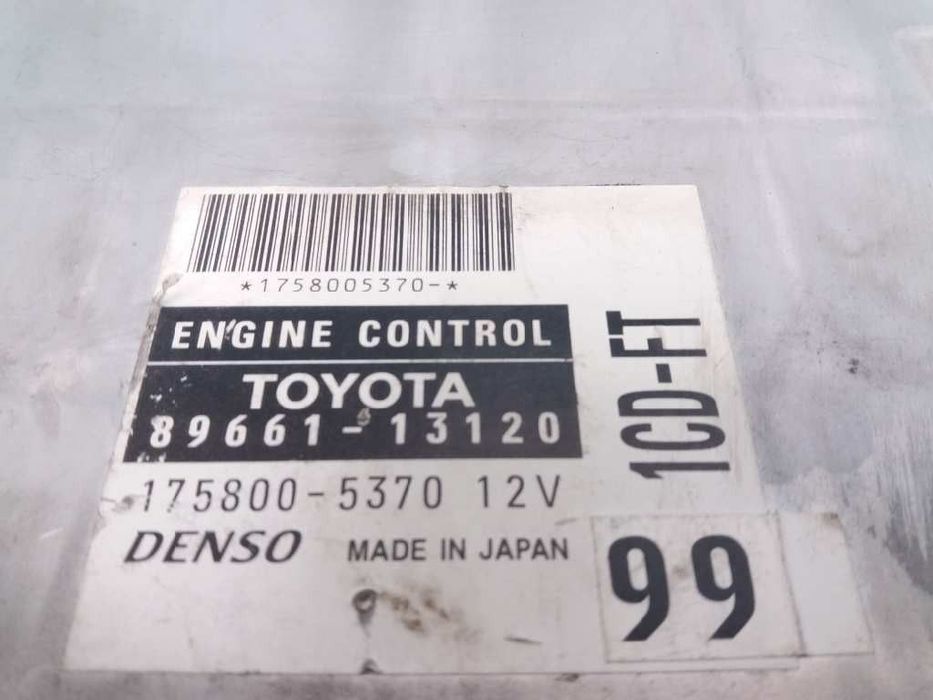 *1758005370-*
ENGINE CONTROL
TOYOTA
89661-13120
175800-5370 12V
DENSO MADE IN JAPAN
1CD-FT
99